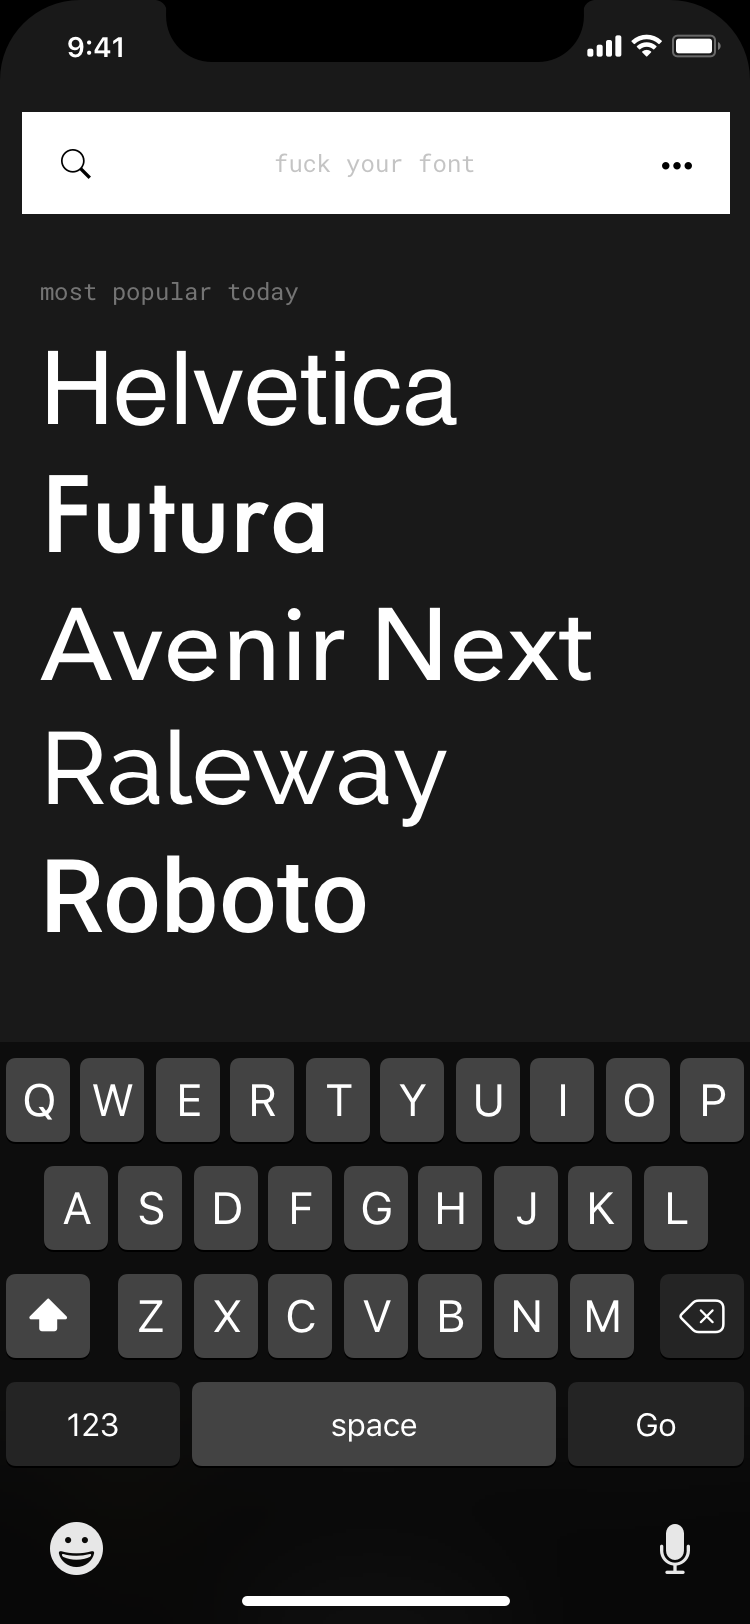 9:41
fuck your font
most popular today
Helvetica
Futura
Avenir Next
Raleway
Roboto
Q W E R T Y U I O P
A S D F G H J K L
Z X C V B N M
123 space Go